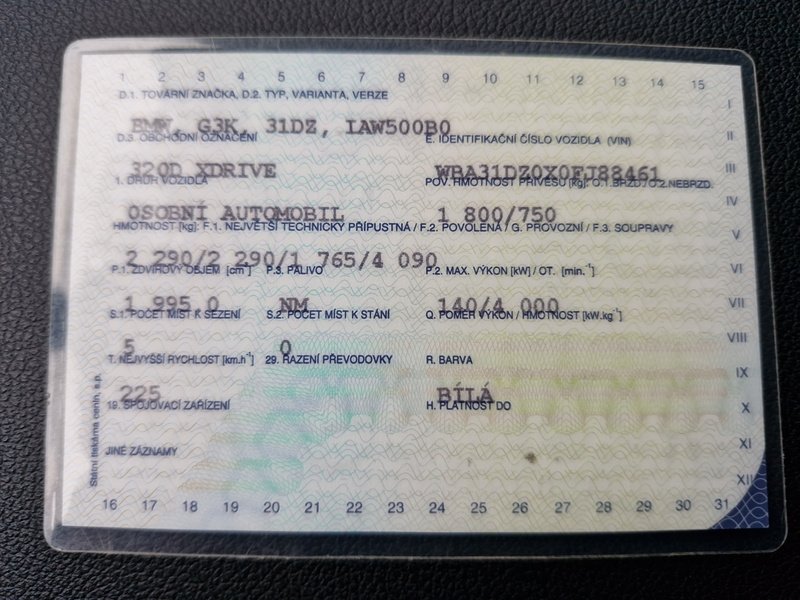 1 2 3 4 5 6 7 8 9 10 11 12 13 14 15
D.1. TOVÁRNÍ ZNAČKA, D.2. TYP, VARIANTA, VERZE
I
BMW, G3K, 31DZ, IAW500B0
II
D.3. OBCHODNÍ OZNAČENÍ E. IDENTIFIKAČNÍ ČÍSLO VOZIDLA (VIN)
320D XDRIVE WBA31DZ0X0FJ88461
III
1. DRUH VOZIDLA POV. HMOTNOST PŘÍVĚSU [kg]: O.1. BRZD./O.2. NEBRZD.
OSOBNÍ AUTOMOBIL 1 800/750
IV
HMOTNOST [kg]: F.1. NEJVĚTŠÍ TECHNICKY PŘÍPUSTNÁ / F.2. POVOLENÁ / G. PROVOZNÍ / F.3. SOUPRAVY
V
2 290/2 290/1 765/4 090
P.1. ZDVIHOVÝ OBJEM [cm³] P.3. PALIVO P.2. MAX. VÝKON [kW] / OT. [min.⁻¹]
VI
1 995,0 NM 140/4 000
VII
S.1. POČET MÍST K SEZENÍ S.2. POČET MÍST K STÁNÍ Q. POMĚR VÝKON / HMOTNOST [kW.kg⁻¹]
5 0
VIII
T. NEJVYŠŠÍ RYCHLOST [km.h⁻¹] 29. ŘAZENÍ PŘEVODOVKY R. BARVA
IX
225 BÍLÁ
19. SPOJOVACÍ ZAŘÍZENÍ H. PLATNOST DO
X
XI
JINÉ ZÁZNAMY
XII
16 17 18 19 20 21 22 23 24 25 26 27 28 29 30 31
Státní tiskárna cenin, s.p.